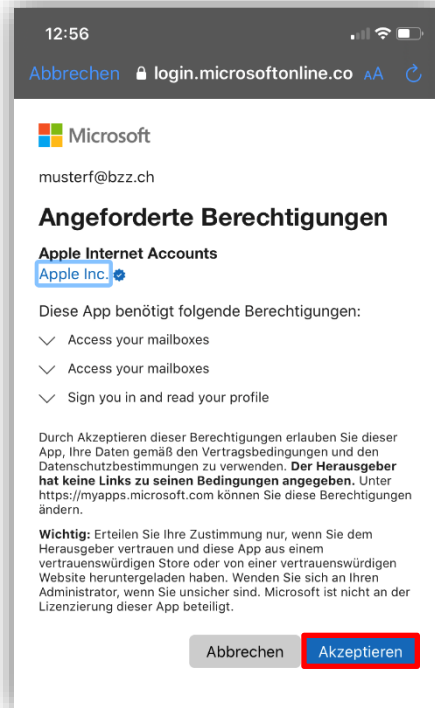 12:56
Abbrechen login.microsoftonline.co AA
Microsoft
musterf@bzz.ch
Angeforderte Berechtigungen
Apple Internet Accounts
Apple Inc.
Diese App benötigt folgende Berechtigungen:
Access your mailboxes
Access your mailboxes
Sign you in and read your profile
Durch Akzeptieren dieser Berechtigungen erlauben Sie dieser
App, Ihre Daten gemäß den Vertragsbedingungen und den
Datenschutzbestimmungen zu verwenden. Der Herausgeber
hat keine Links zu seinen Bedingungen angegeben. Unter
https://myapps.microsoft.com können Sie diese Berechtigungen
ändern.
Wichtig: Erteilen Sie Ihre Zustimmung nur, wenn Sie dem
Herausgeber vertrauen und diese App aus einem
vertrauenswürdigen Store oder von einer vertrauenswürdigen
Website heruntergeladen haben. Wenden Sie sich an Ihren
Administrator, wenn Sie unsicher sind. Microsoft ist nicht an der
Lizenzierung dieser App beteiligt.
Abbrechen Akzeptieren